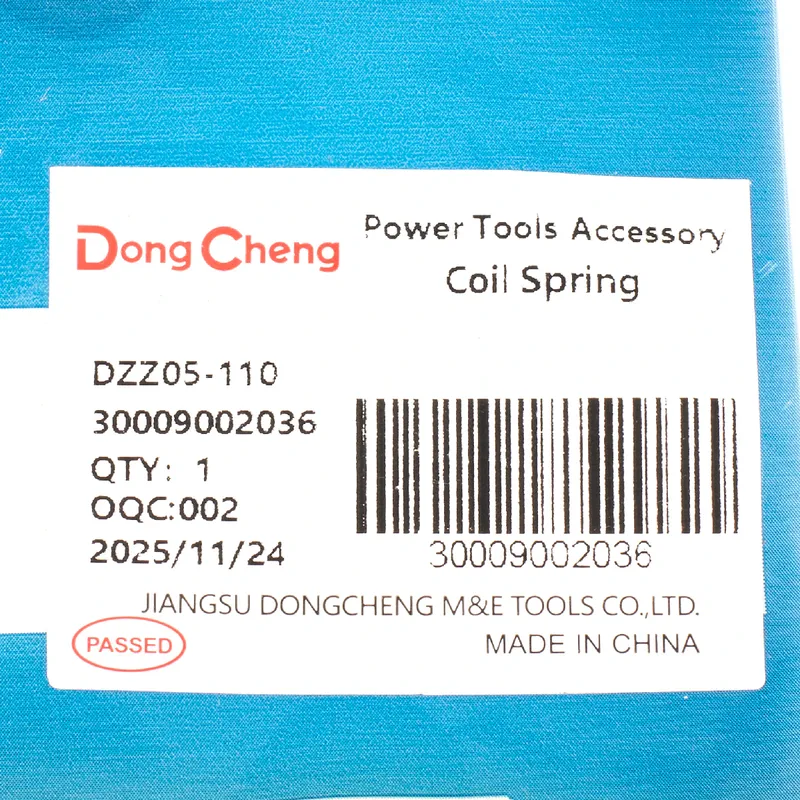 Dong Cheng
Power Tools Accessory
Coil Spring
DZZ05-110
30009002036
QTY: 1
OQC:002
2025/11/24
30009002036
JIANGSU DONGCHENG M&E TOOLS CO.,LTD.
PASSED
MADE IN CHINA